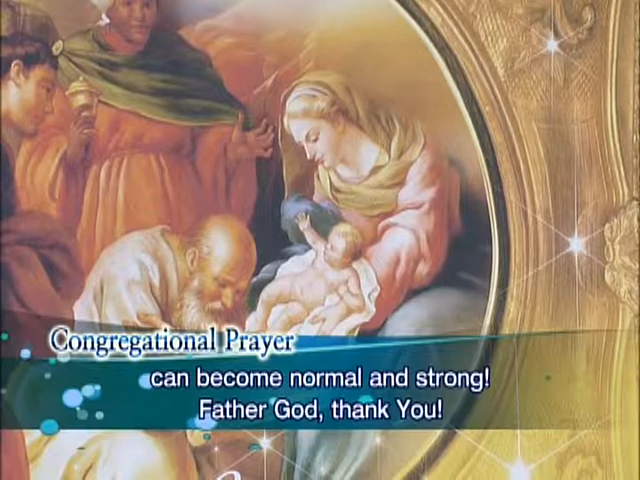 Congregational Prayer
can become normal and strong!
Father God, thank You!